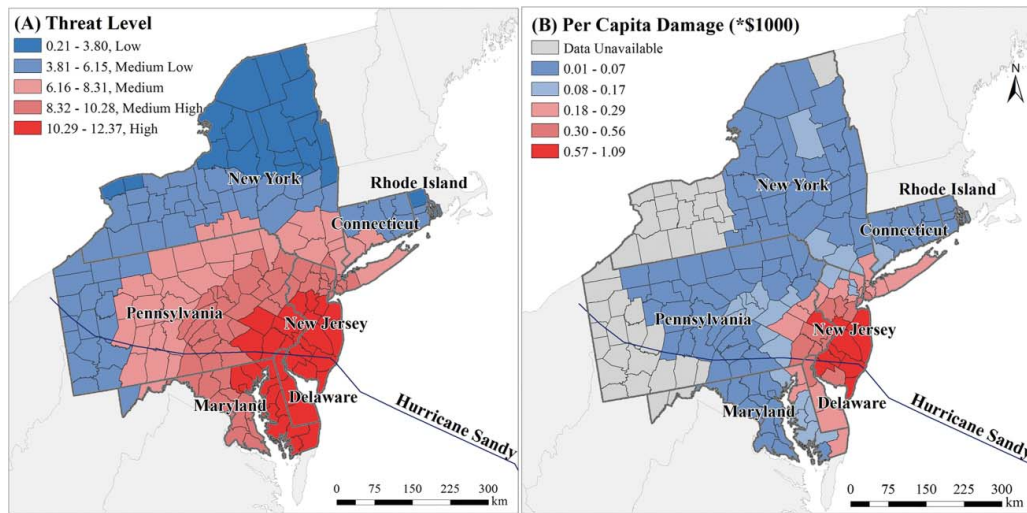 (A) Threat Level
0.21 - 3.80, Low
3.81 - 6.15, Medium Low
6.16 - 8.31, Medium
8.32 - 10.28, Medium High
10.29 - 12.37, High
New York
Rhode Island
Connecticut
Pennsylvania
New Jersey
Maryland
Delaware
Hurricane Sandy
0 75 150 225 300
km
(B) Per Capita Damage (*$1000)
Data Unavailable
0.01 - 0.07
0.08 - 0.17
0.18 - 0.29
0.30 - 0.56
0.57 - 1.09
N
New York
Rhode Island
Connecticut
Pennsylvania
New Jersey
Maryland
Delaware
Hurricane Sandy
0 75 150 225 300
km